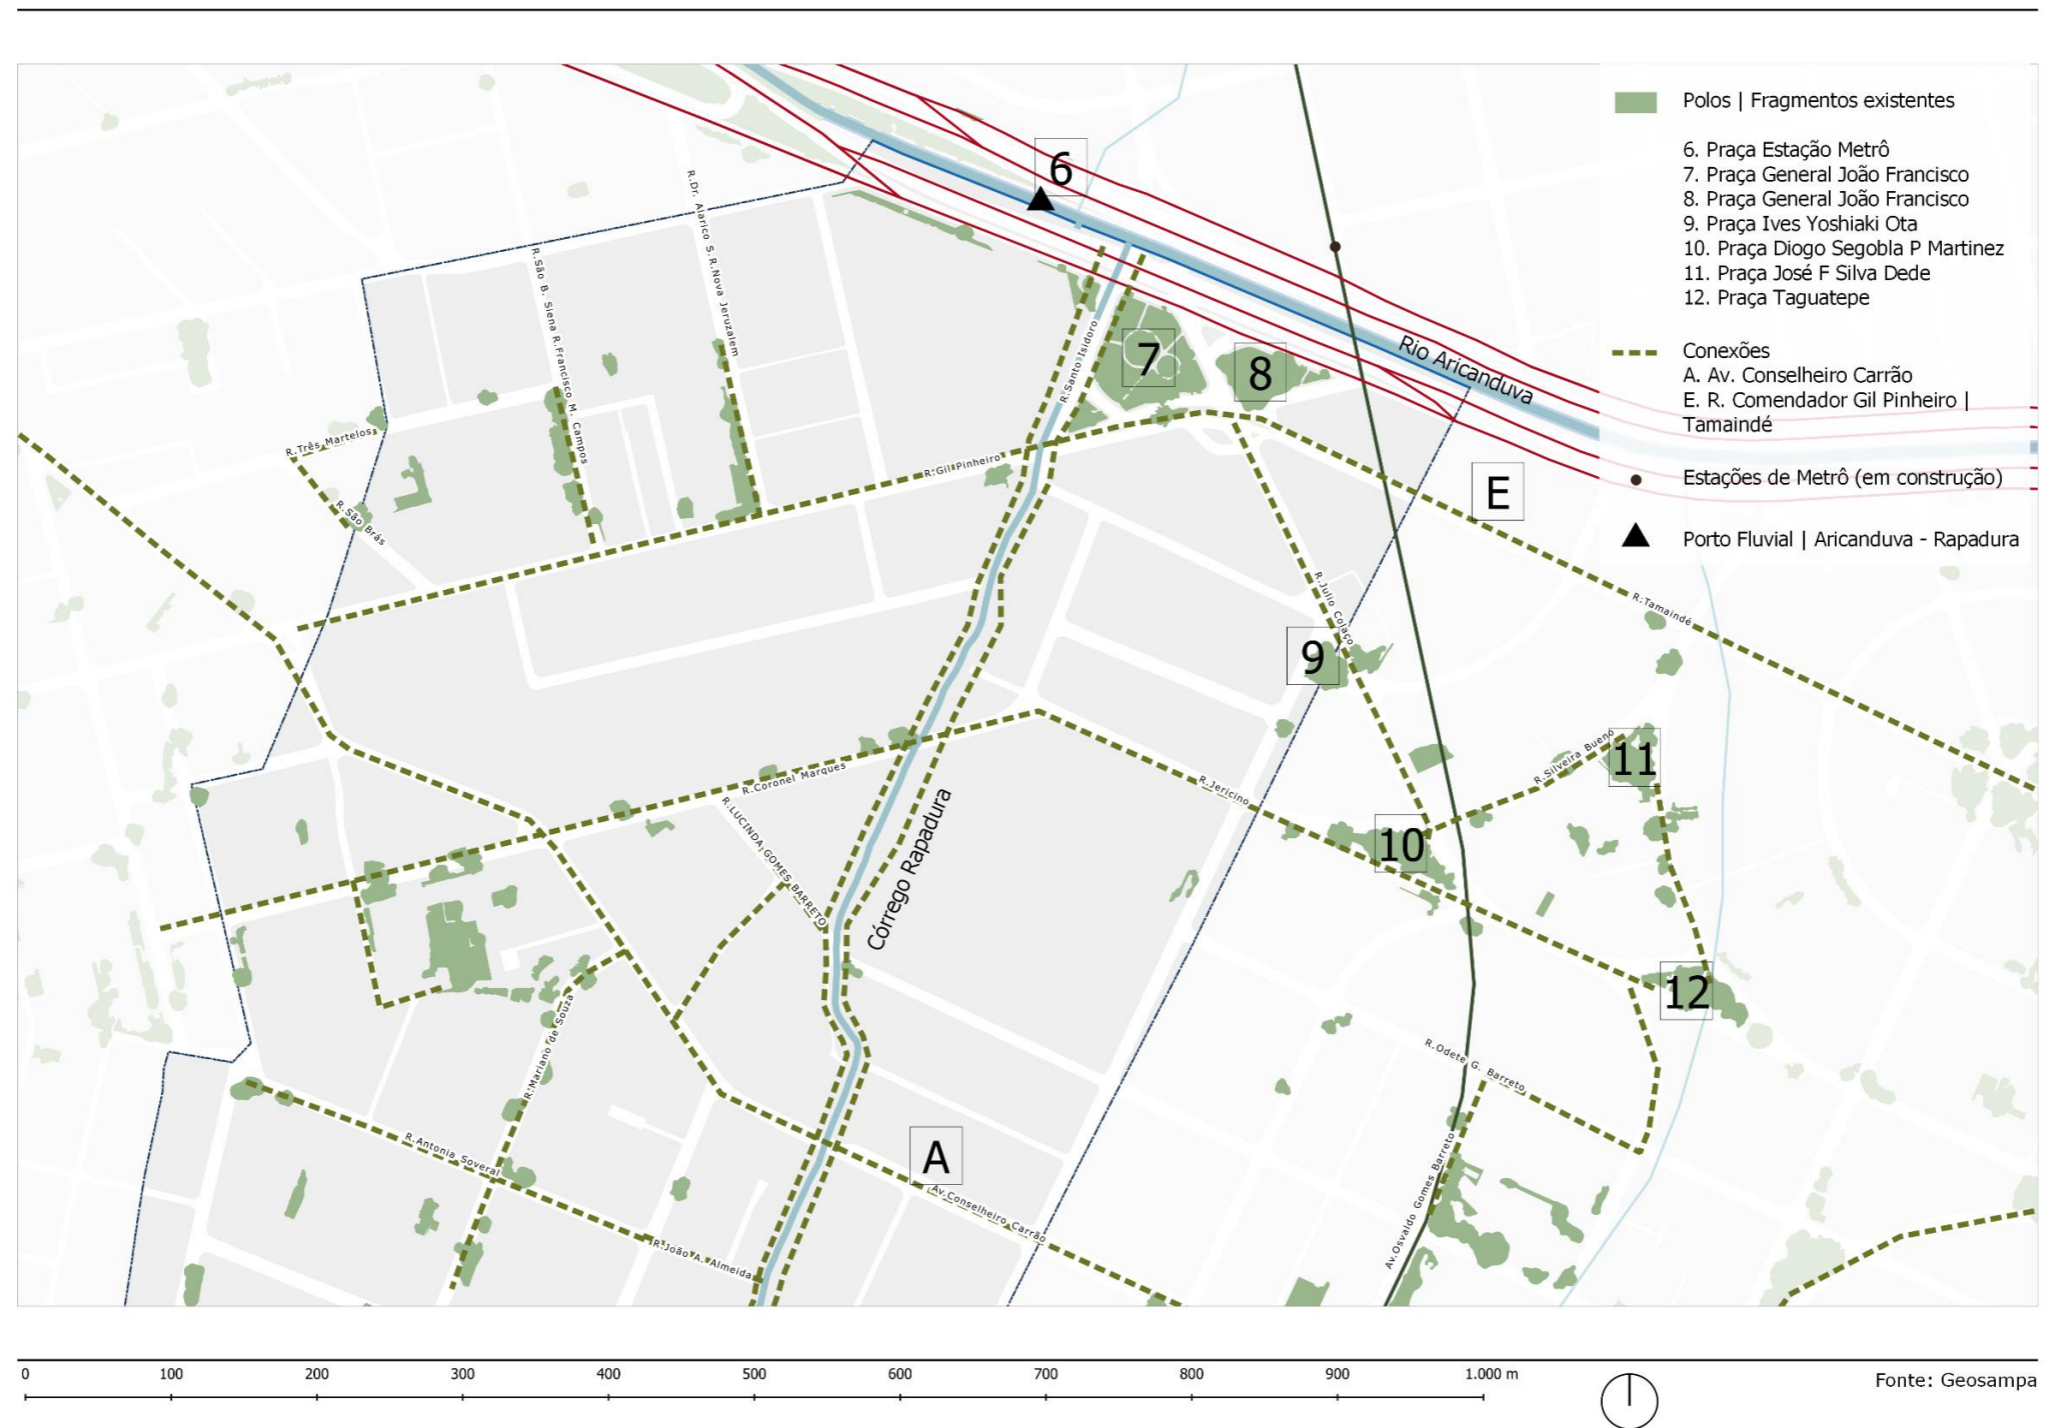 Polos | Fragmentos existentes
6. Praça Estação Metrô
7. Praça General João Francisco
8. Praça General João Francisco
9. Praça Ives Yoshiaki Ota
10. Praça Diogo Segobla P Martinez
11. Praça José F Silva Dede
12. Praça Taguatepe
Conexões
A. Av. Conselheiro Carrão
E. R. Comendador Gil Pinheiro |
Tamaindé
Estações de Metrô (em construção)
Porto Fluvial | Aricanduva - Rapadura
6
R.Dr. Alarico S.
R.Nova Jeruzalem
R.São B. Siena
R.Francisco M. Campos
R.Santo Isidoro
7
8
Rio Aricanduva
R.Três Martelos
R.São Brás
R.Gil Pinheiro
E
R.Julio Colaço
R.Tamaindé
9
R.Coronel Marques
R.LUCINDA GOMES BARRETO
Córrego Rapadura
R.Jericino
R.Silveira Bueno
11
10
12
R.Mariano de Souza
R.Odete G. Barreto
R.Antonia Soveral
A
Av.Conselheiro Carrão
Av.Osvaldo Gomes Barreto
R.João A. Almeida
0 100 200 300 400 500 600 700 800 900 1.000 m
Fonte: Geosampa